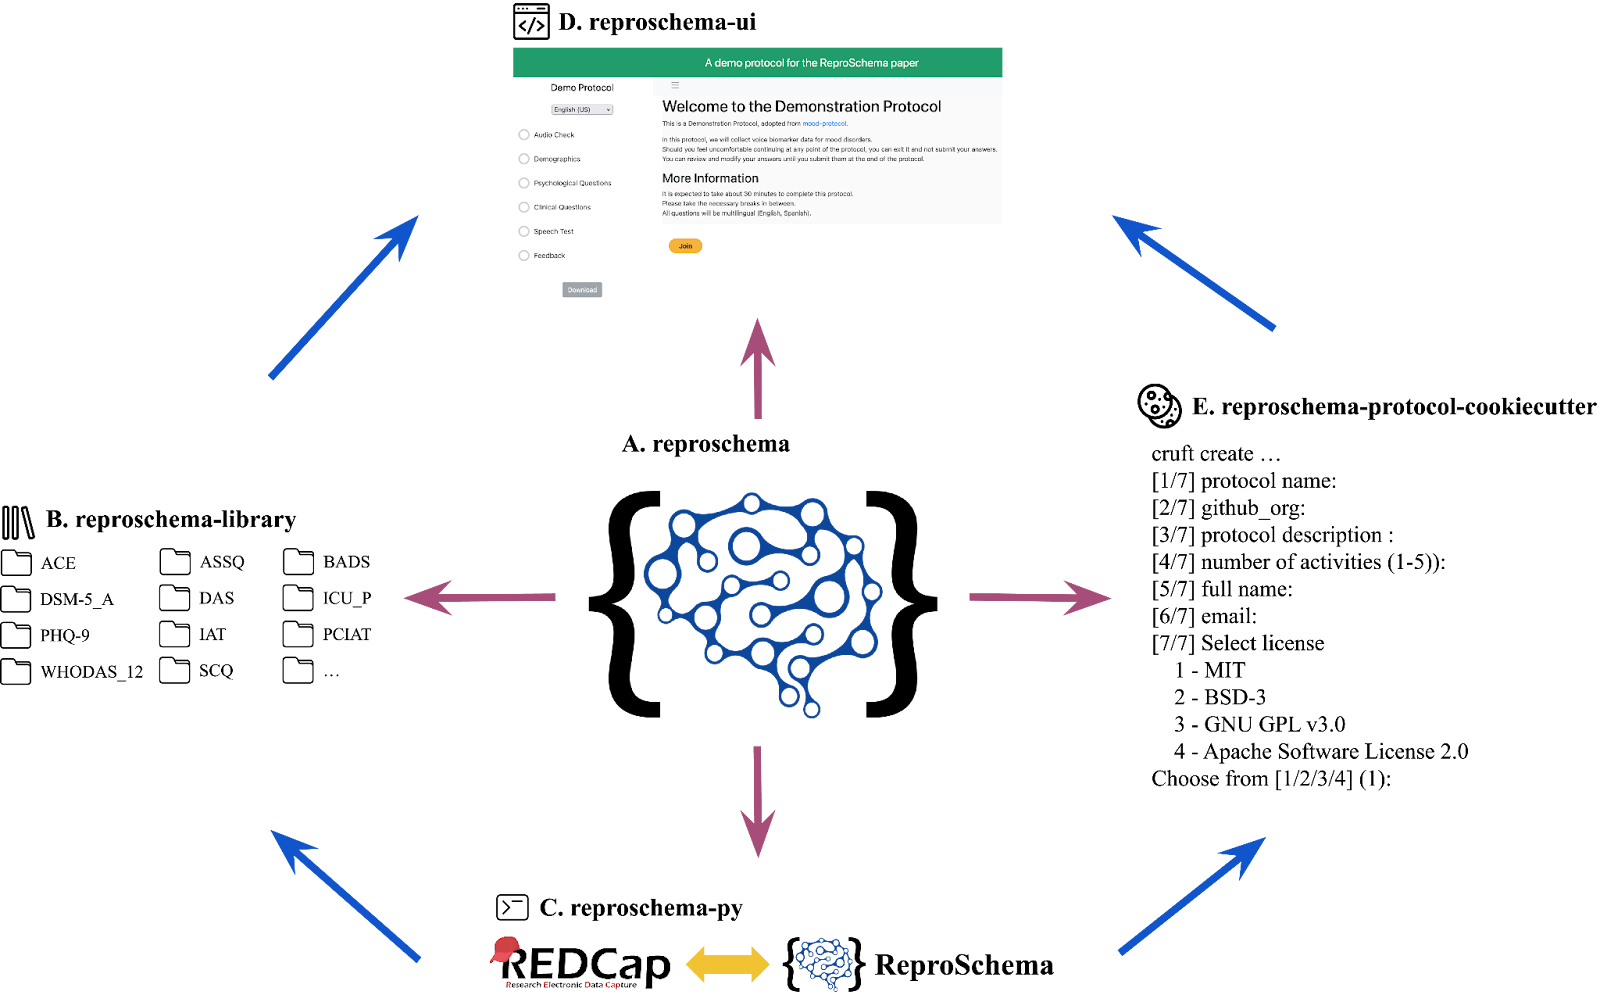 D. reproschema-ui
A demo protocol for the ReproSchema paper
Demo Protocol
English (US)
Audio Check
Demographics
Psychological Questions
Clinical Questions
Speech Test
Feedback
Download
Welcome to the Demonstration Protocol
This is a Demonstration Protocol, adopted from mood-protocol.
In this protocol, we will collect voice biomarker data for mood disorders.
Should you feel uncomfortable continuing at any point of the protocol, you can exit it and not submit your answers.
You can review and modify your answers until you submit them at the end of the protocol.
More Information
It is expected to take about 30 minutes to complete this protocol.
Please take the necessary breaks in between.
All questions will be multilingual (English, Spanish).
Join
A. reproschema
B. reproschema-library
ACE ASSQ BADS
DSM-5_A DAS ICU_P
PHQ-9 IAT PCIAT
WHODAS_12 SCQ …
E. reproschema-protocol-cookiecutter
cruft create …
[1/7] protocol name:
[2/7] github_org:
[3/7] protocol description :
[4/7] number of activities (1-5)):
[5/7] full name:
[6/7] email:
[7/7] Select license
1 - MIT
2 - BSD-3
3 - GNU GPL v3.0
4 - Apache Software License 2.0
Choose from [1/2/3/4] (1):
C. reproschema-py
REDCap
Research Electronic Data Capture
ReproSchema